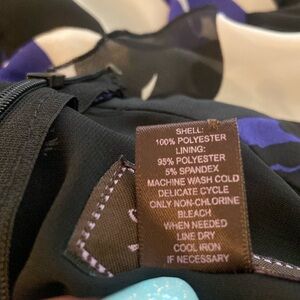 SHELL:
100% POLYESTER
LINING:
95% POLYESTER
5% SPANDEX
MACHINE WASH COLD
DELICATE CYCLE
ONLY NON-CHLORINE
BLEACH
WHEN NEEDED
LINE DRY
COOL IRON
IF NECESSARY